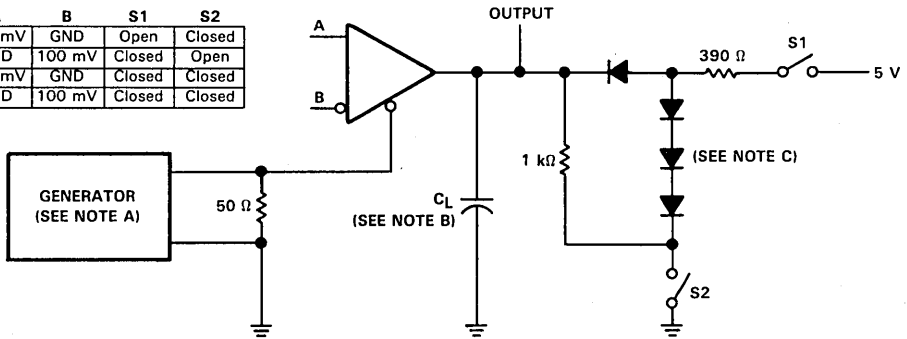 B S1 S2
mV GND Open Closed
D 100 mV Closed Open
mV GND Closed Closed
D 100 mV Closed Closed
OUTPUT
A
B
390 Ω
S1
5 V
1 kΩ
(SEE NOTE C)
GENERATOR
(SEE NOTE A)
50 Ω
CL
(SEE NOTE B)
S2